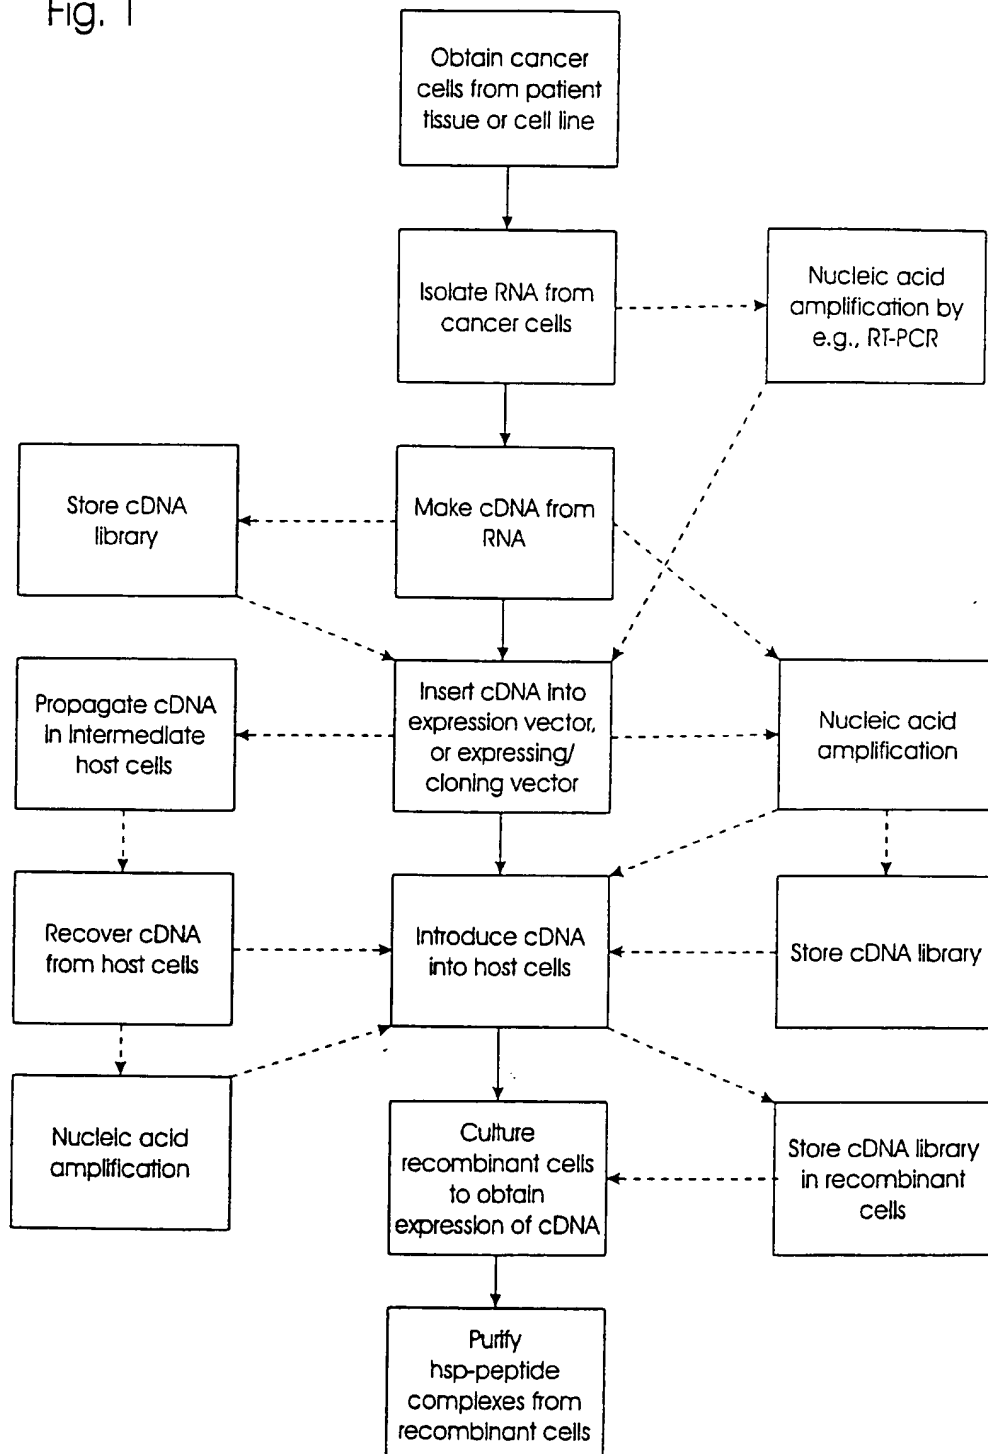 Fig. 1
Obtain cancer
cells from patient
tissue or cell line
Isolate RNA from
cancer cells
Nucleic acid
amplification by
e.g., RT-PCR
Store cDNA
library
Make cDNA from
RNA
Propagate cDNA
in intermediate
host cells
Insert cDNA into
expression vector,
or expressing/
cloning vector
Nucleic acid
amplification
Recover cDNA
from host cells
Introduce cDNA
into host cells
Store cDNA library
Nucleic acid
amplification
Culture
recombinant cells
to obtain
expression of cDNA
Store cDNA library
in recombinant
cells
Purify
hsp-peptide
complexes from
recombinant cells